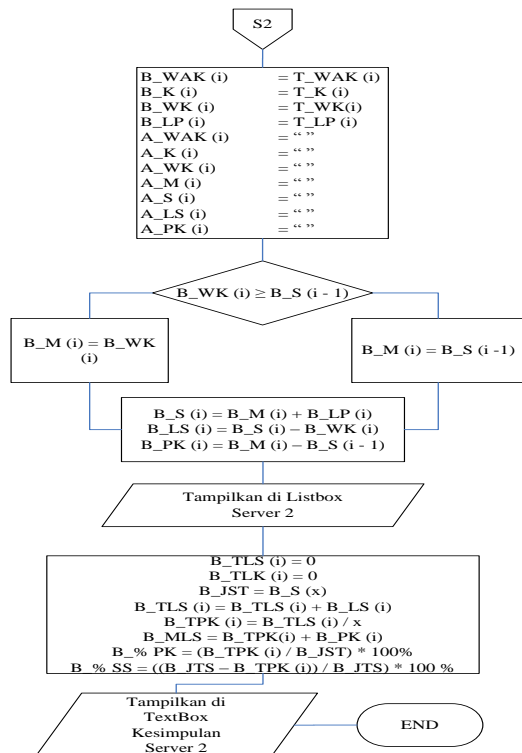 S2
B_WAK (i) = T_WAK (i)
B_K (i) = T_K (i)
B_WK (i) = T_WK(i)
B_LP (i) = T_LP (i)
A_WAK (i) = “ ”
A_K (i) = “ ”
A_WK (i) = “ ”
A_M (i) = “ ”
A_S (i) = “ ”
A_LS (i) = “ ”
A_PK (i) = “ ”
B_WK (i) ≥ B_S (i - 1)
B_M (i) = B_WK
(i)
B_M (i) = B_S (i -1)
B_S (i) = B_M (i) + B_LP (i)
B_LS (i) = B_S (i) – B_WK (i)
B_PK (i) = B_M (i) – B_S (i - 1)
Tampilkan di Listbox
Server 2
B_TLS (i) = 0
B_TLK (i) = 0
B_JST = B_S (x)
B_TLS (i) = B_TLS (i) + B_LS (i)
B_TPK (i) = B_TLS (i) / x
B_MLS = B_TPK(i) + B_PK (i)
B_% PK = (B_TPK (i) / B_JST) * 100%
B_% SS = ((B_JTS – B_TPK (i)) / B_JTS) * 100 %
Tampilkan di
TextBox
Kesimpulan
Server 2
END